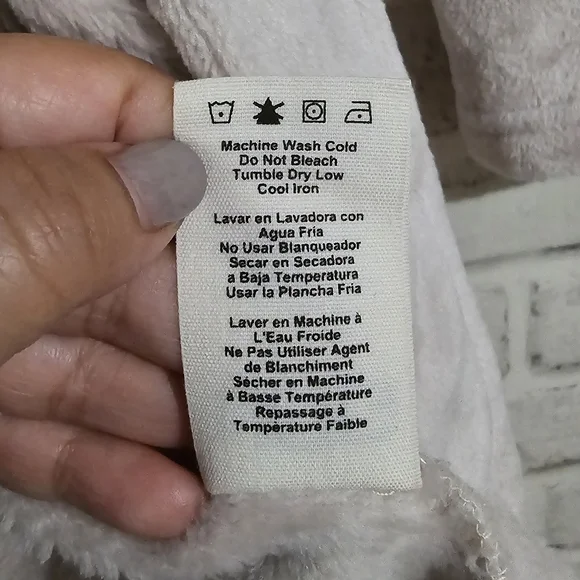 Machine Wash Cold
Do Not Bleach
Tumble Dry Low
Cool Iron
Lavar en Lavadora con
Agua Fria
No Usar Blanqueador
Secar en Secadora
a Baja Temperatura
Usar la Plancha Fria
Laver en Machine à
L'Eau Froide
Ne Pas Utiliser Agent
de Blanchiment
Sécher en Machine
à Basse Température
Repassage à
Température Faible